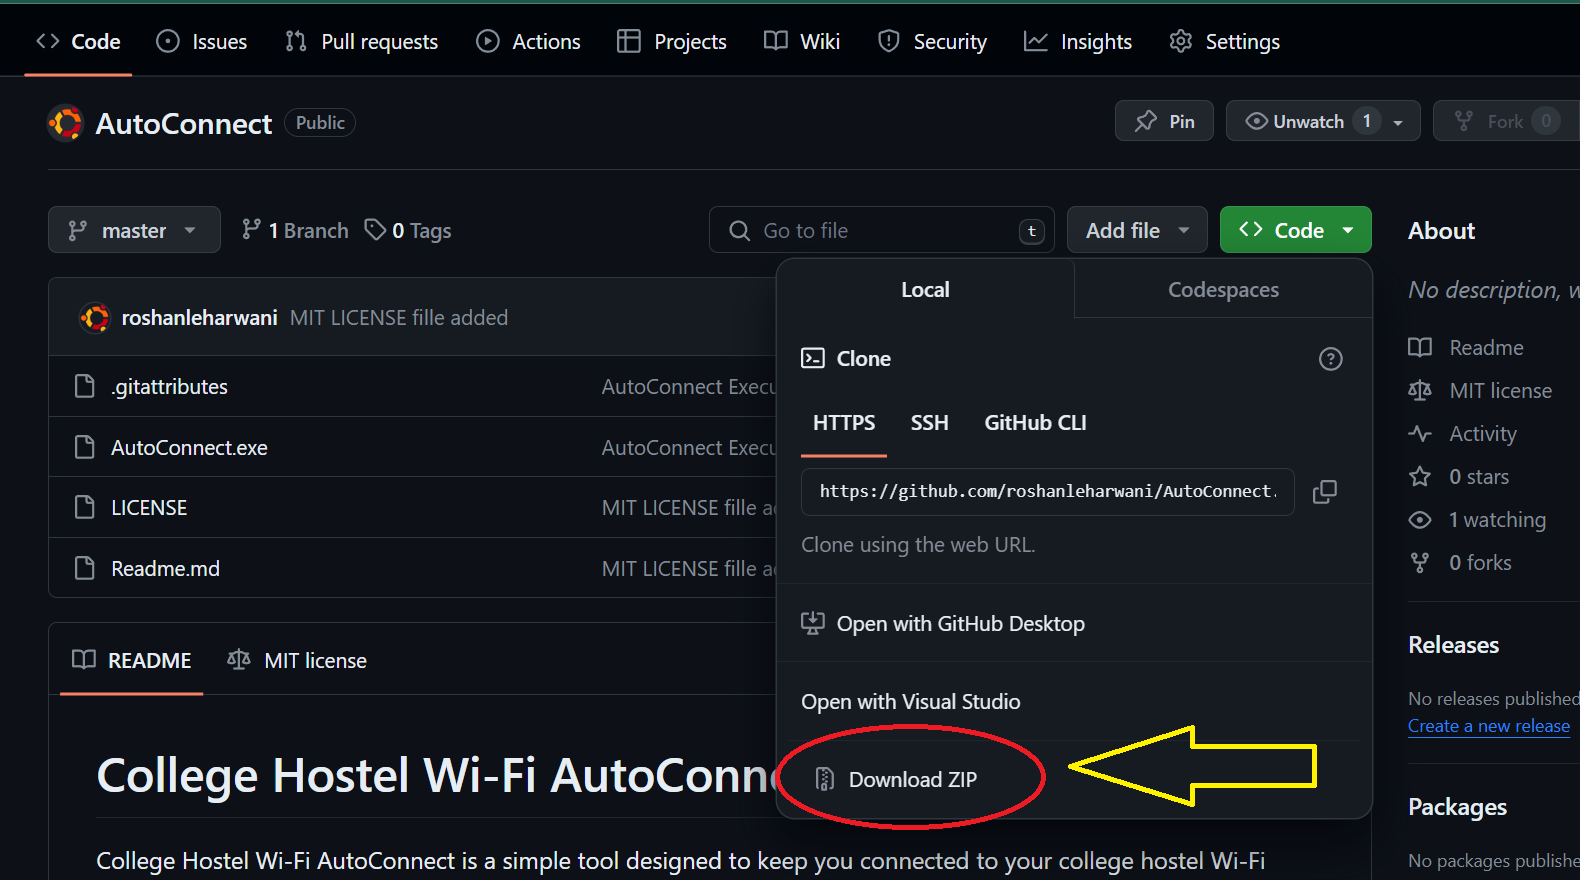 Code Issues Pull requests Actions Projects Wiki Security Insights Settings
AutoConnect Public Pin Unwatch 1 Fork 0
master 1 Branch 0 Tags Go to file t Add file Code
About
Local Codespaces
No description,
roshanleharwani MIT LICENSE fille added
Clone
Readme
.gitattributes AutoConnect Execu
MIT license
HTTPS SSH GitHub CLI
Activity
AutoConnect.exe AutoConnect Execu
0 stars
https://github.com/roshanleharwani/AutoConnect.
LICENSE MIT LICENSE fille a
1 watching
Clone using the web URL.
0 forks
Readme.md MIT LICENSE fille a
Open with GitHub Desktop
Releases
README MIT license
Open with Visual Studio
No releases published
Create a new release
College Hostel Wi-Fi AutoConn
Download ZIP
Packages
College Hostel Wi-Fi AutoConnect is a simple tool designed to keep you connected to your college hostel Wi-Fi
No packages publishe